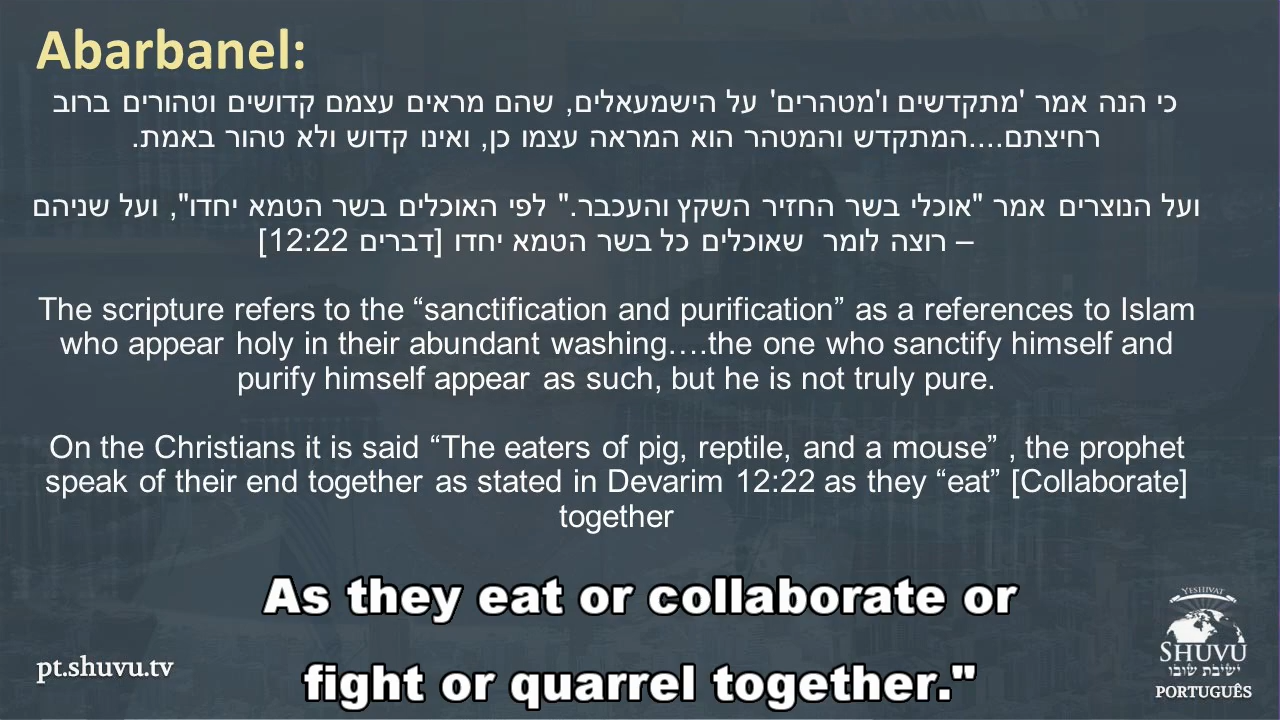 Abarbanel:
כי הנה אמר 'מתקדשים ו'מטהרים' על הישמעאלים, שהם מראים עצמם קדושים וטהורים ברוב
רחיצתם....המתקדש והמטהר הוא המראה עצמו כן, ואינו קדוש ולא טהור באמת.
ועל הנוצרים אמר "אוכלי בשר החזיר השקץ והעכבר." לפי האוכלים בשר הטמא יחדו", ועל שניהם
– רוצה לומר שאוכלים כל בשר הטמא יחדו [דברים 12:22]
The scripture refers to the “sanctification and purification” as a references to Islam
who appear holy in their abundant washing….the one who sanctify himself and
purify himself appear as such, but he is not truly pure.
On the Christians it is said “The eaters of pig, reptile, and a mouse” , the prophet
speak of their end together as stated in Devarim 12:22 as they “eat” [Collaborate]
together
As they eat or collaborate or
fight or quarrel together."
pt.shuvu.tv
YESHIVAT
SHUVU
ישיבת שובו
PORTUGUÊS